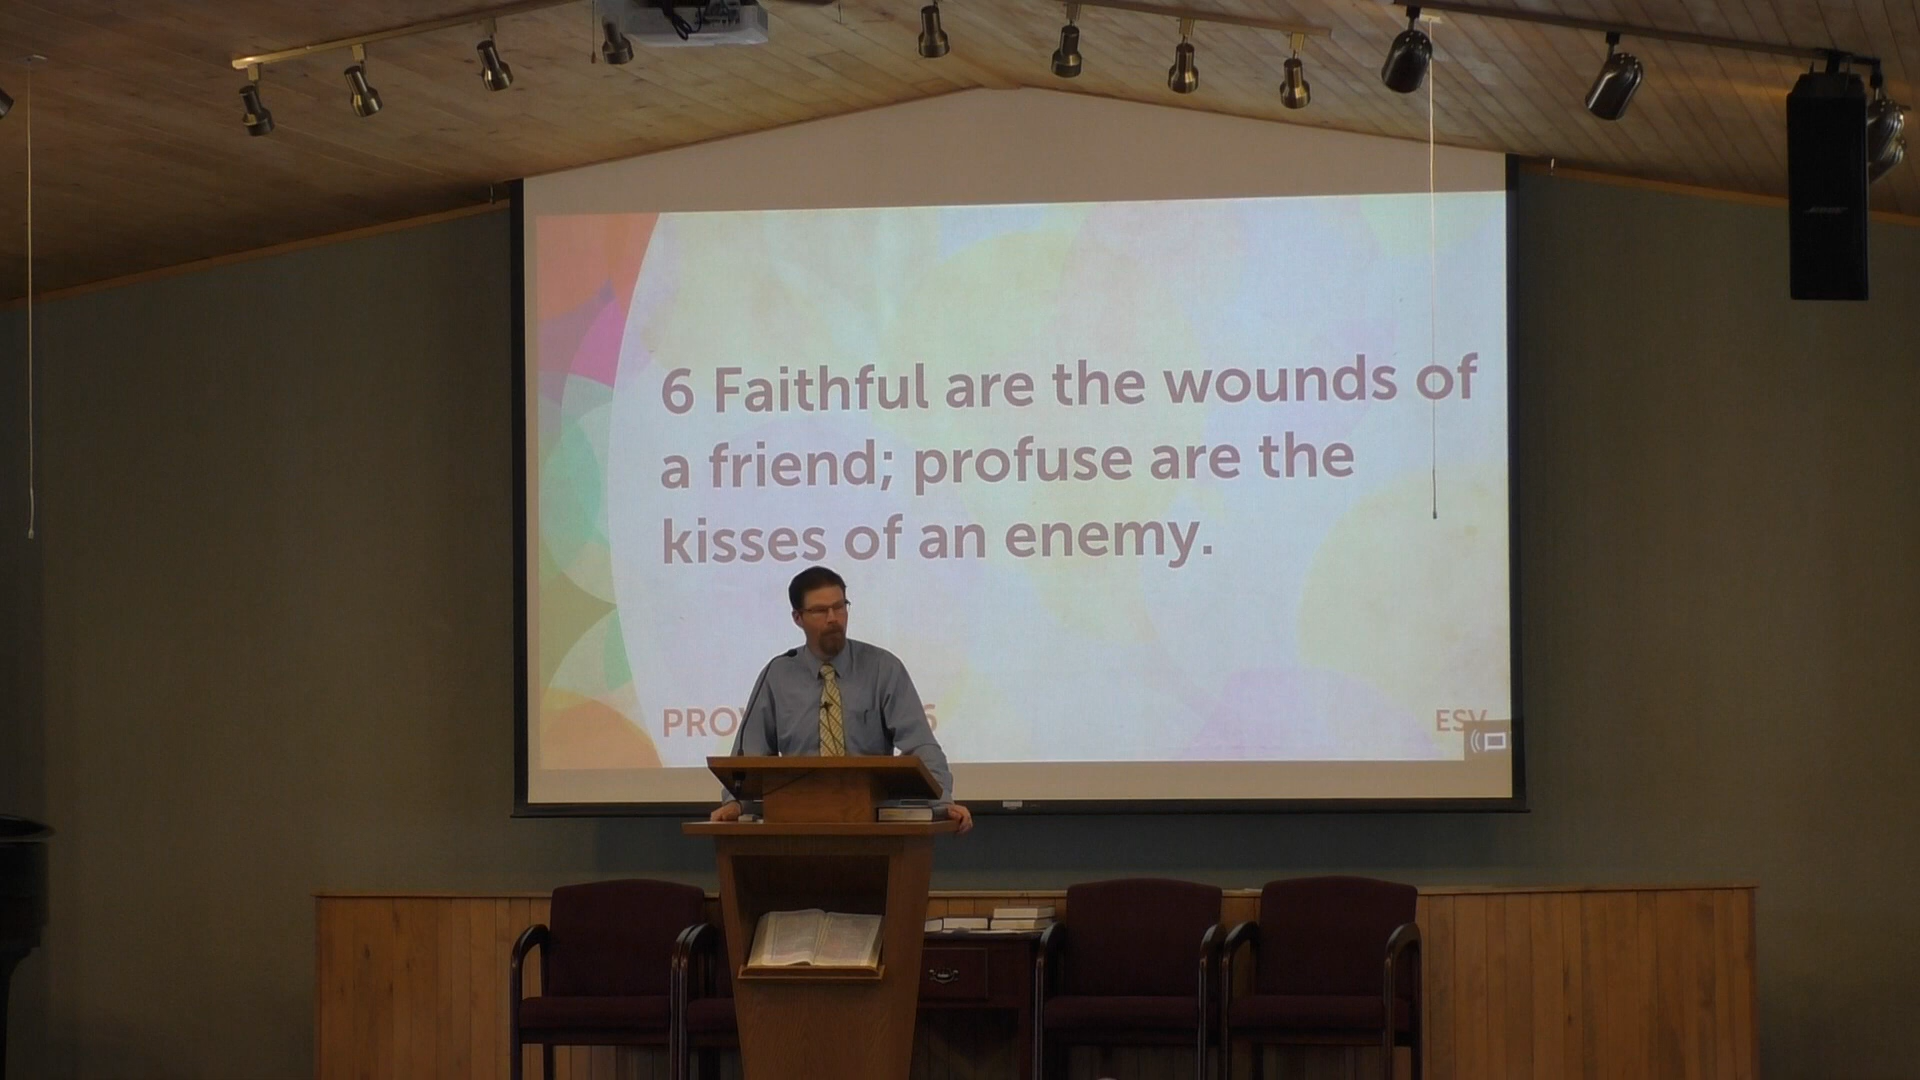 6 Faithful are the wounds of
a friend; profuse are the
kisses of an enemy.
ESV